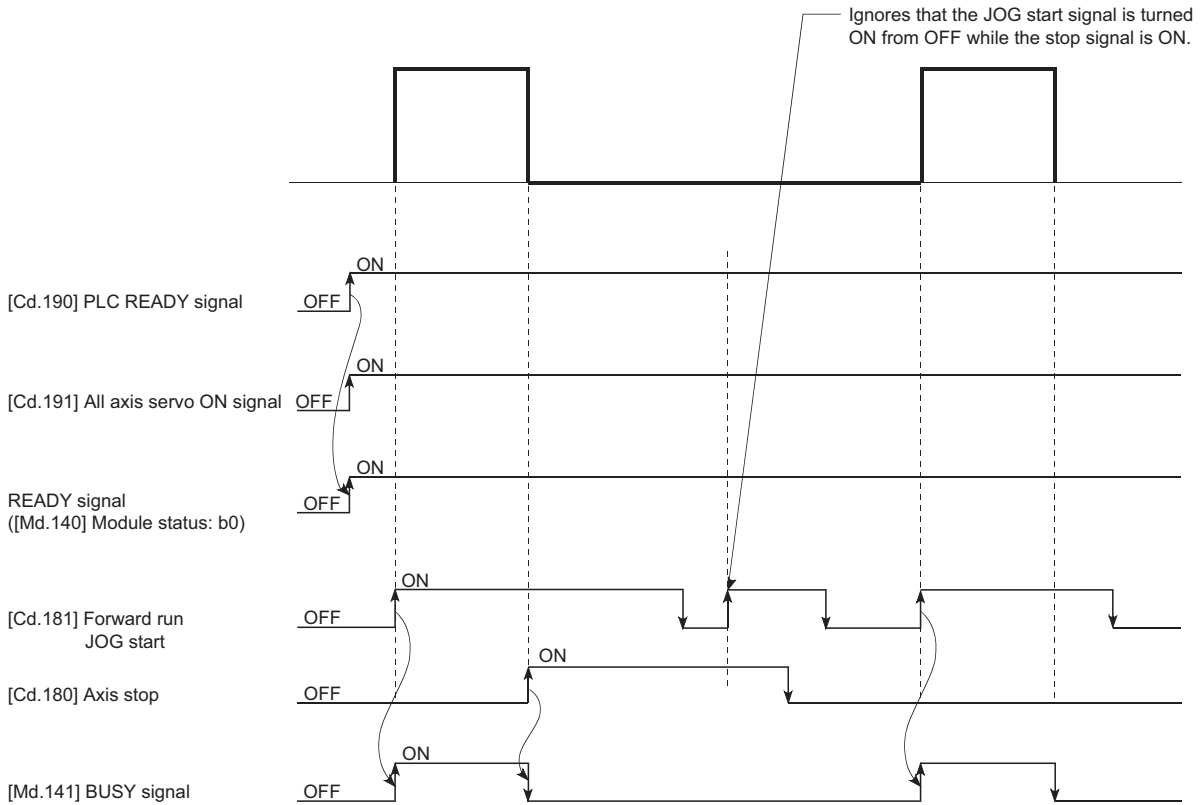 Ignores that the JOG start signal is turned
ON from OFF while the stop signal is ON.
ON
[Cd.190] PLC READY signal
OFF
ON
[Cd.191] All axis servo ON signal
OFF
ON
READY signal
([Md.140] Module status: b0)
OFF
ON
[Cd.181] Forward run
JOG start
OFF
ON
[Cd.180] Axis stop
OFF
ON
[Md.141] BUSY signal
OFF